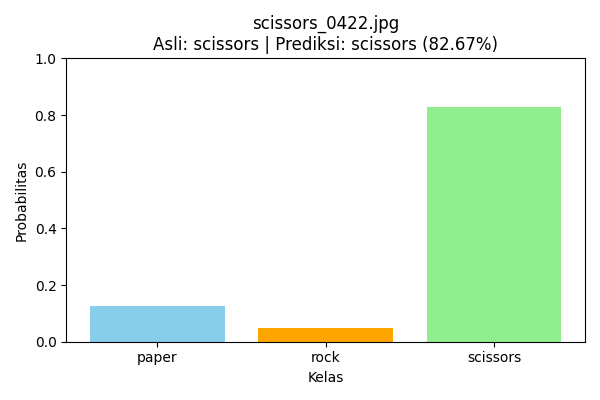 scissors_0422.jpg
Asli: scissors | Prediksi: scissors (82.67%)
1.0
0.8
0.6
0.4
0.2
0.0
Probabilitas
paper
rock
scissors
Kelas